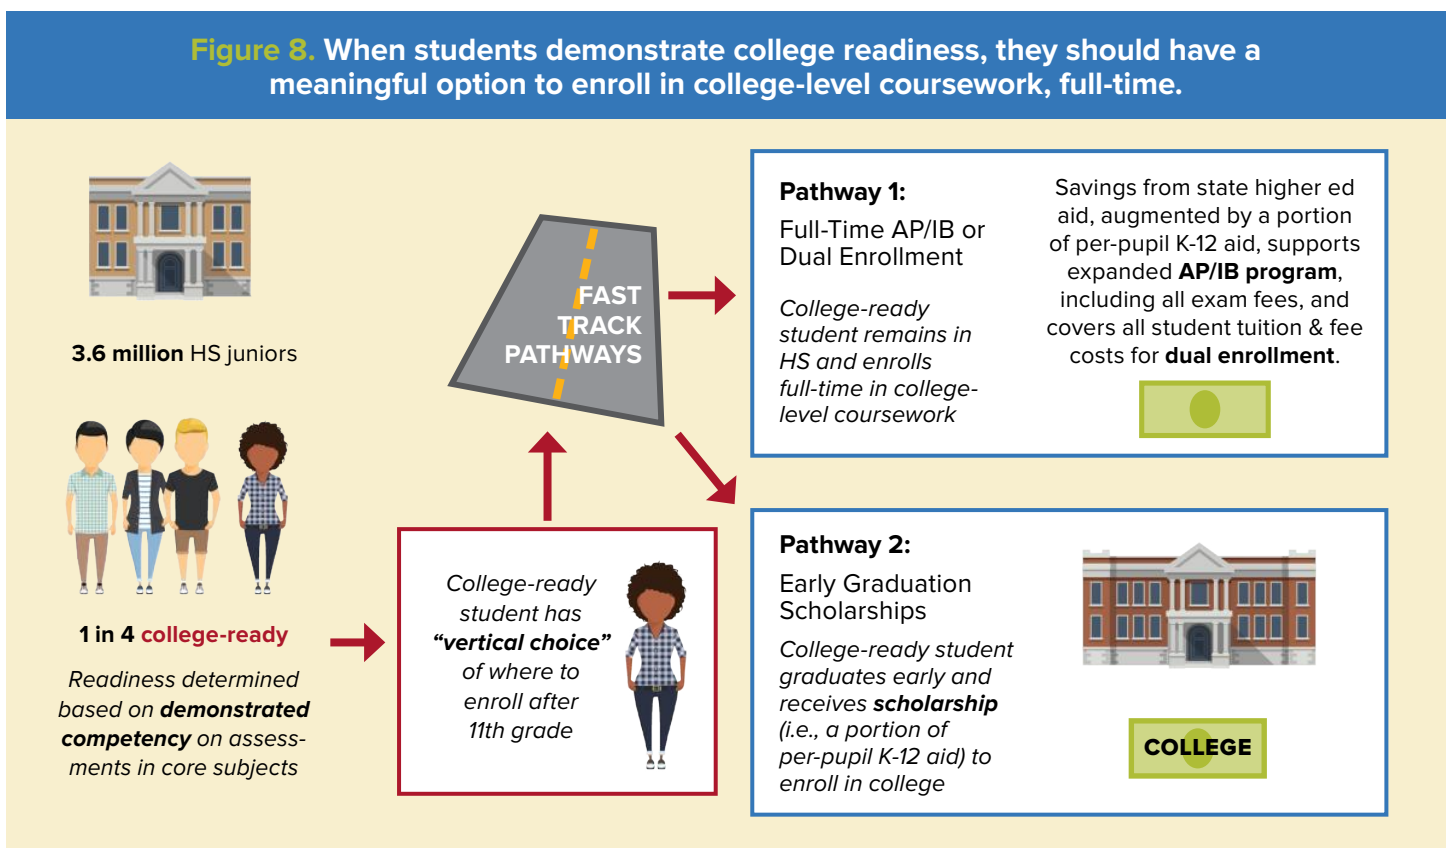 Figure 8. When students demonstrate college readiness, they should have a
meaningful option to enroll in college-level coursework, full-time.
3.6 million HS juniors
1 in 4 college-ready
Readiness determined
based on demonstrated
competency on assess-
ments in core subjects
College-ready
student has
“vertical choice”
of where to
enroll after
11th grade
FAST
TRACK
PATHWAYS
Pathway 1:
Full-Time AP/IB or
Dual Enrollment
College-ready
student remains in
HS and enrolls
full-time in college-
level coursework
Savings from state higher ed
aid, augmented by a portion
of per-pupil K-12 aid, supports
expanded AP/IB program,
including all exam fees, and
covers all student tuition & fee
costs for dual enrollment.
Pathway 2:
Early Graduation
Scholarships
College-ready student
graduates early and
receives scholarship
(i.e., a portion of
per-pupil K-12 aid) to
enroll in college
COLLEGE